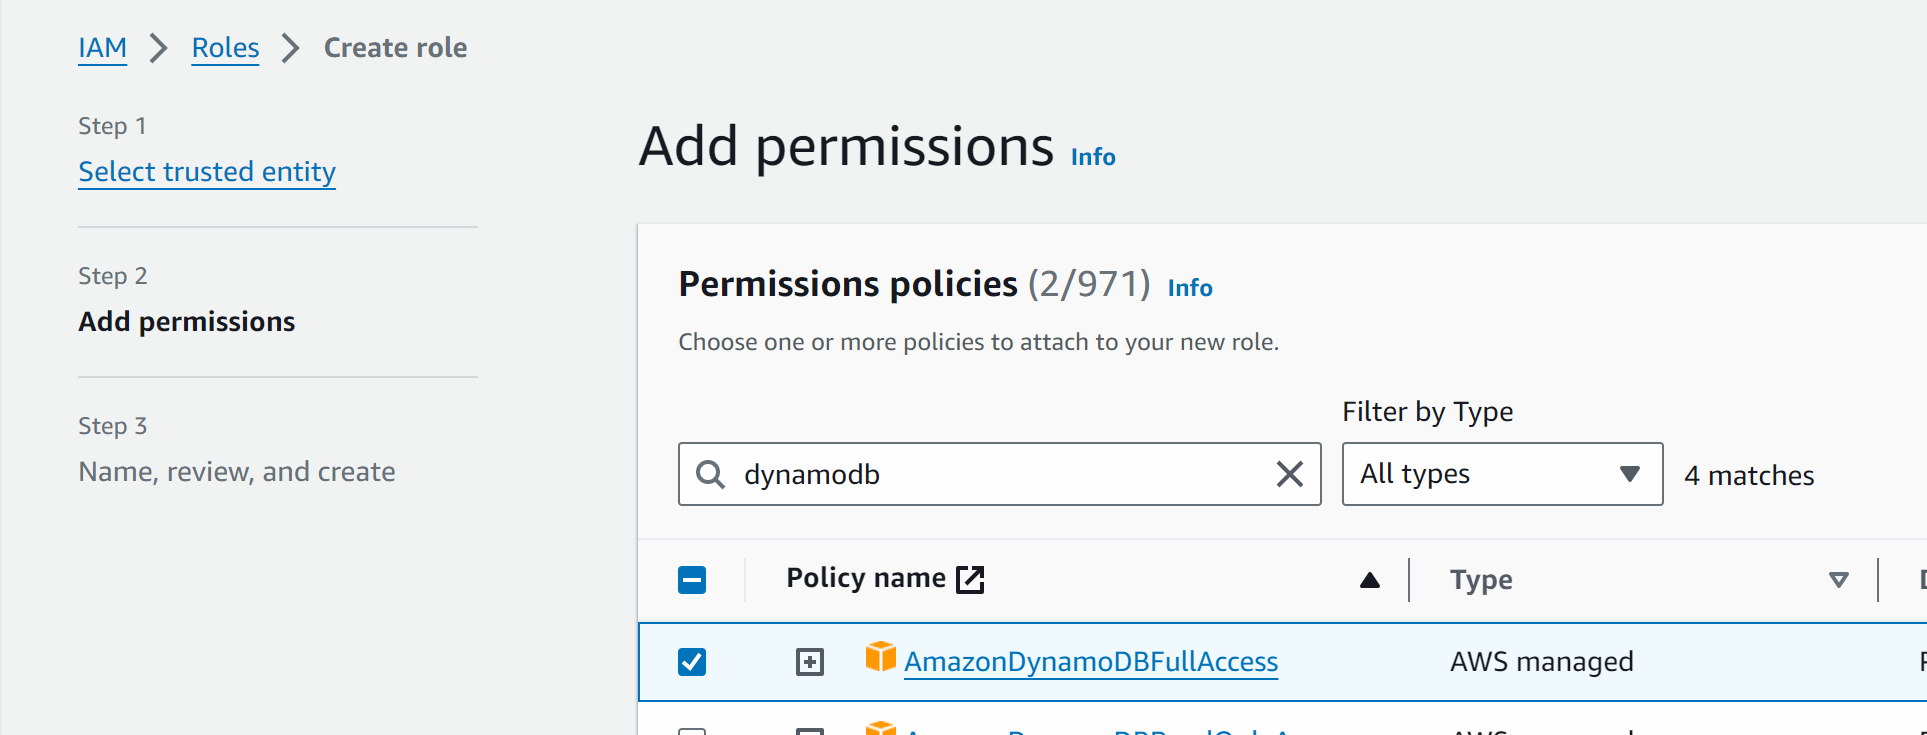 IAM > Roles > Create role
Step 1
Select trusted entity
Step 2
Add permissions
Step 3
Name, review, and create
Add permissions Info
Permissions policies (2/971) Info
Choose one or more policies to attach to your new role.
Filter by Type
dynamodb
All types
4 matches
Policy name
Type
AmazonDynamoDBFullAccess
AWS managed